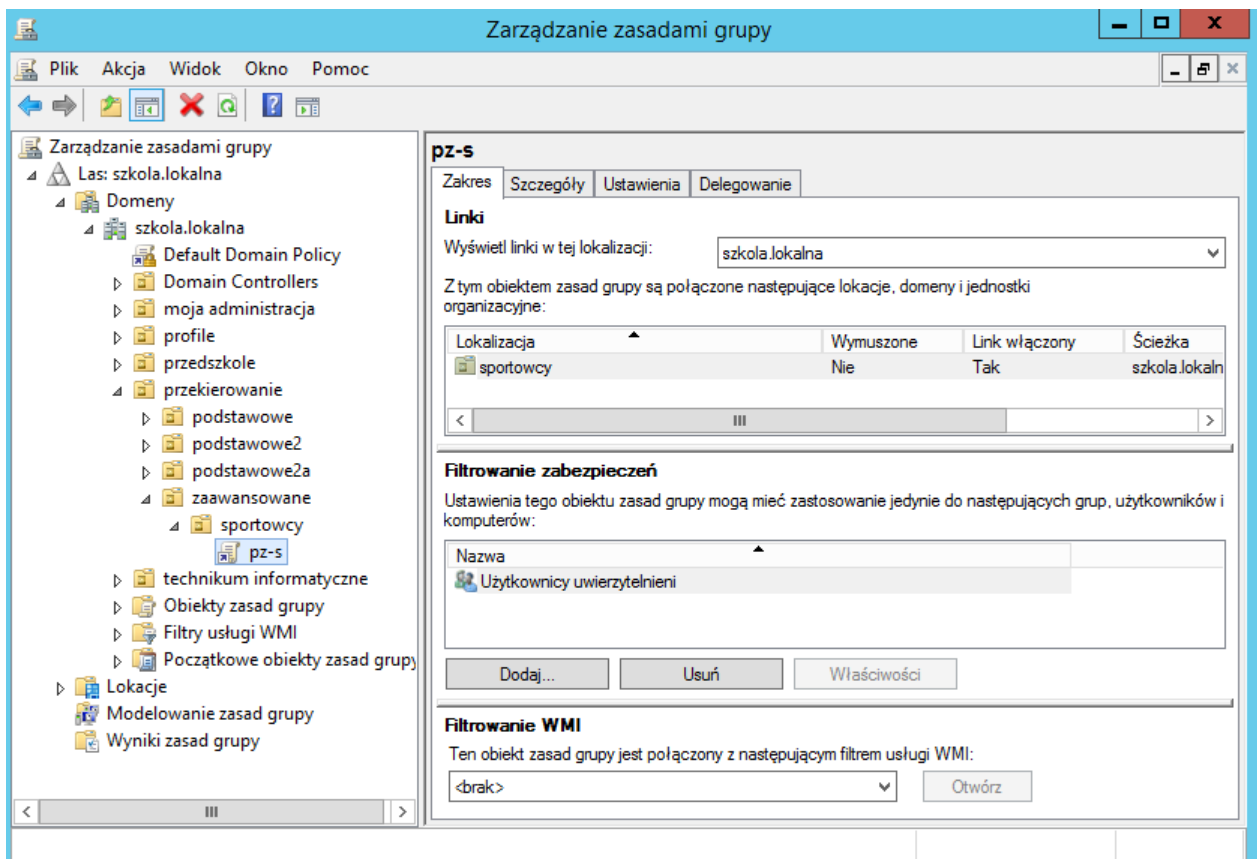 Zarządzanie zasadami grupy
Plik Akcja Widok Okno Pomoc
Zarządzanie zasadami grupy
Las: szkola.lokalna
Domeny
szkola.lokalna
Default Domain Policy
Domain Controllers
moja administracja
profile
przedszkole
przekierowanie
podstawowe
podstawowe2
podstawowe2a
zaawansowane
sportowcy
pz-s
technikum informatyczne
Obiekty zasad grupy
Filtry usługi WMI
Początkowe obiekty zasad grupy
Lokacje
Modelowanie zasad grupy
Wyniki zasad grupy
pz-s
Zakres Szczegóły Ustawienia Delegowanie
Linki
Wyświetl linki w tej lokalizacji: szkola.lokalna
Z tym obiektem zasad grupy są połączone następujące lokacje, domeny i jednostki
organizacyjne:
Lokalizacja Wymuszone Link włączony Ścieżka
sportowcy Nie Tak szkola.lokaln
Filtrowanie zabezpieczeń
Ustawienia tego obiektu zasad grupy mogą mieć zastosowanie jedynie do następujących grup, użytkowników i
komputerów:
Nazwa
Użytkownicy uwierzytelnieni
Dodaj... Usuń Właściwości
Filtrowanie WMI
Ten obiekt zasad grupy jest połączony z następującym filtrem usługi WMI:
<brak> Otwórz